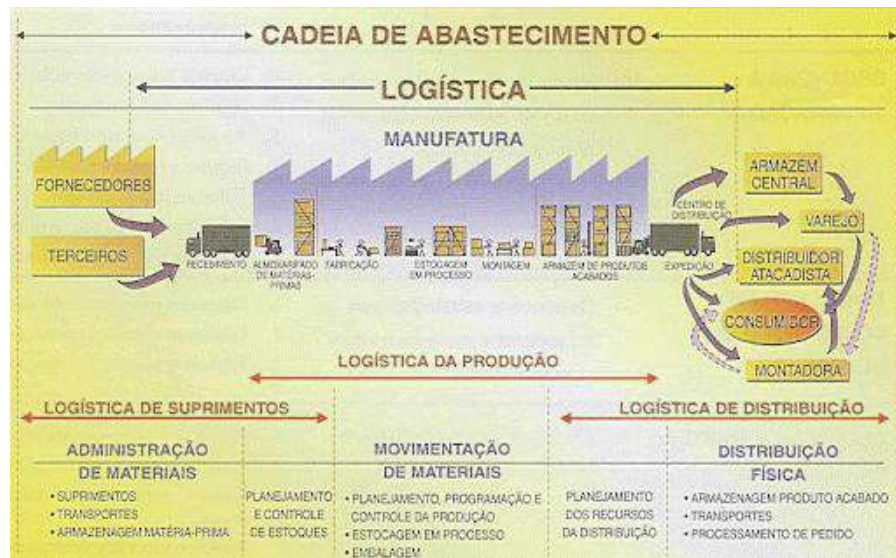 CADEIA DE ABASTECIMENTO
LOGÍSTICA
MANUFATURA
FORNECEDORES
TERCEIROS
RECEBIMENTO
ALMOXARIFADO
DE MATÉRIAS-
PRIMAS
FABRICAÇÃO
ESTOCAGEM
EM PROCESSO
MONTAGEM
ARMAZÉM DE PRODUTOS
ACABADOS
EXPEDIÇÃO
CENTRO DE
DISTRIBUIÇÃO
ARMAZÉM
CENTRAL
VAREJO
DISTRIBUIDOR
ATACADISTA
CONSUMIDOR
MONTADORA
LOGÍSTICA DA PRODUÇÃO
LOGÍSTICA DE SUPRIMENTOS
LOGÍSTICA DE DISTRIBUIÇÃO
ADMINISTRAÇÃO
DE MATERIAIS
• SUPRIMENTOS
• TRANSPORTES
• ARMAZENAGEM MATÉRIA-PRIMA
PLANEJAMENTO
E CONTROLE
DE ESTOQUES
MOVIMENTAÇÃO
DE MATERIAIS
• PLANEJAMENTO, PROGRAMAÇÃO E
CONTROLE DA PRODUÇÃO
• ESTOCAGEM EM PROCESSO
• EMBALAGEM
PLANEJAMENTO
DOS RECURSOS
DA DISTRIBUIÇÃO
DISTRIBUIÇÃO
FÍSICA
• ARMAZENAGEM PRODUTO ACABADO
• TRANSPORTES
• PROCESSAMENTO DE PEDIDO